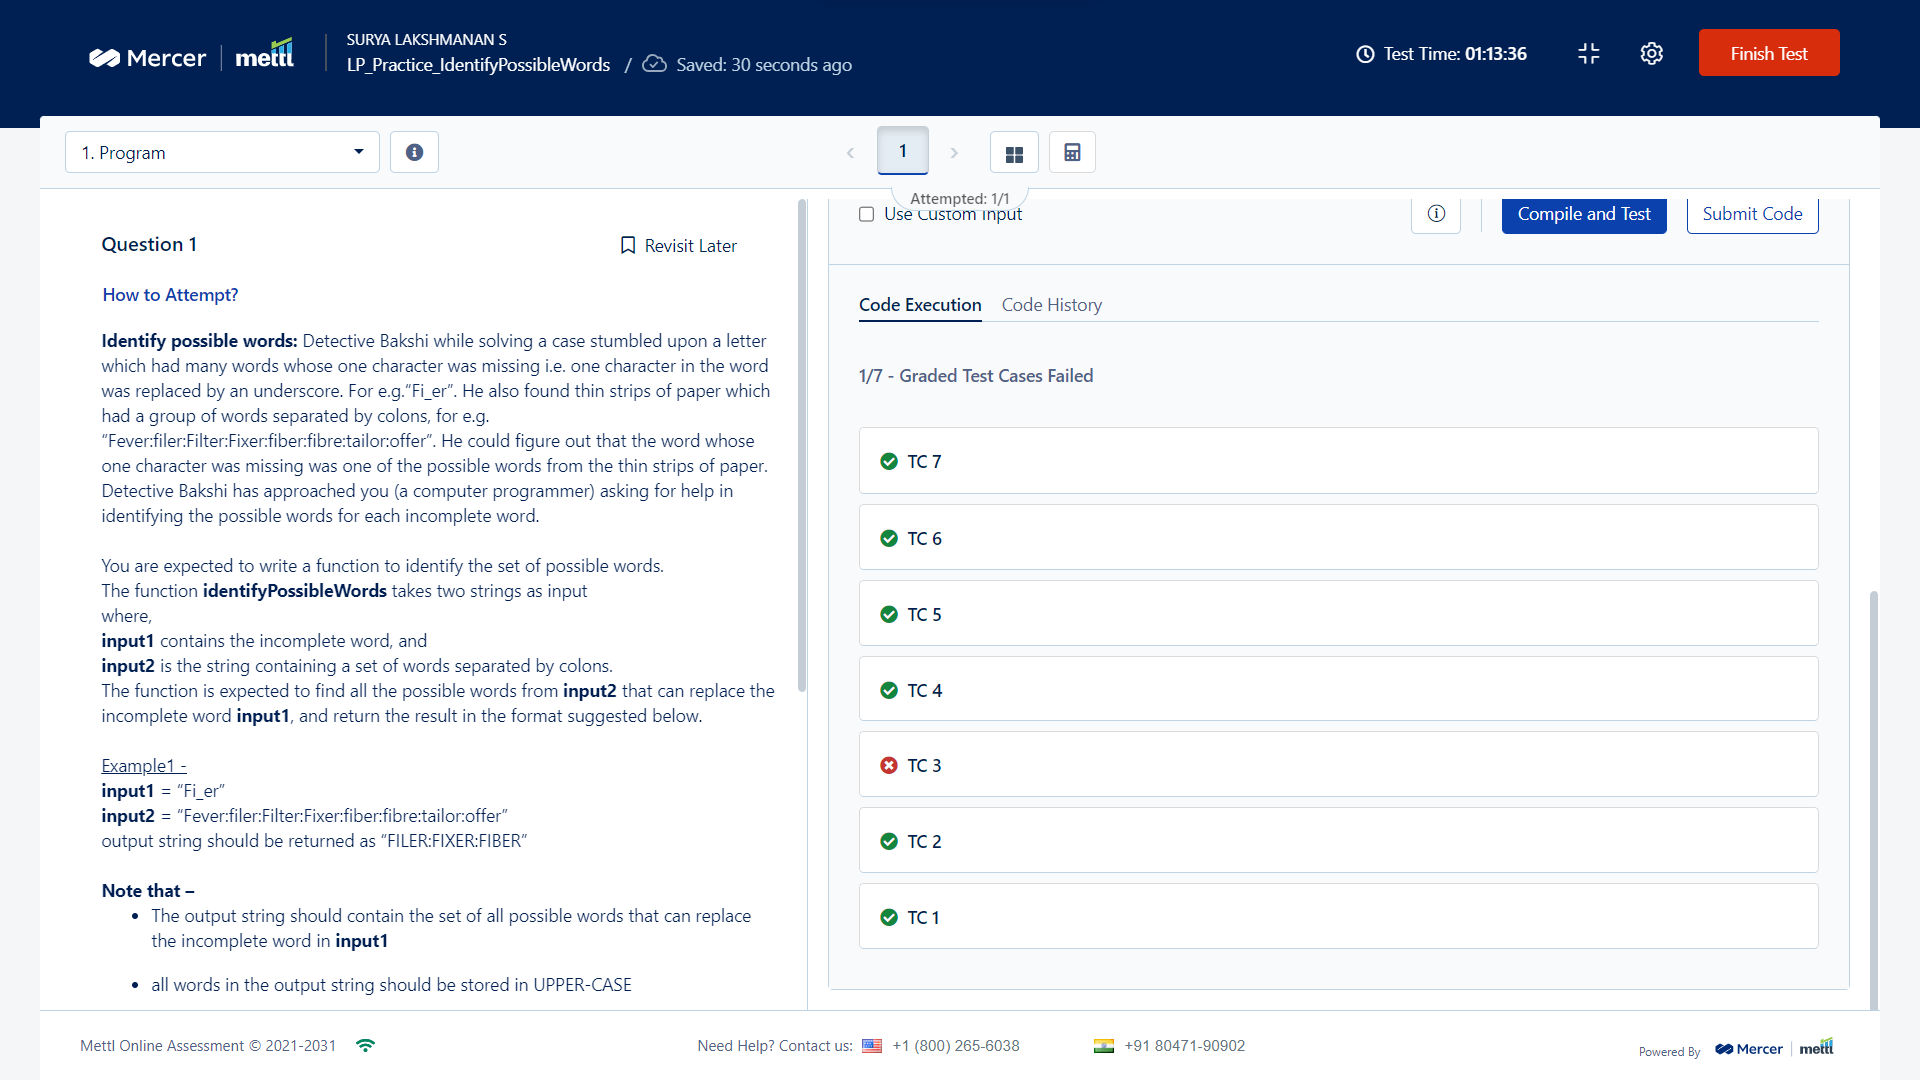 Mercer mettl
SURYA LAKSHMANAN S
LP_Practice_IdentifyPossibleWords / Saved: 30 seconds ago
Test Time: 01:13:36
Finish Test
1. Program
1
Attempted: 1/1
Question 1
Revisit Later
How to Attempt?
Identify possible words: Detective Bakshi while solving a case stumbled upon a letter
which had many words whose one character was missing i.e. one character in the word
was replaced by an underscore. For e.g.“Fi_er”. He also found thin strips of paper which
had a group of words separated by colons, for e.g.
“Fever:filer:Filter:Fixer:fiber:fibre:tailor:offer”. He could figure out that the word whose
one character was missing was one of the possible words from the thin strips of paper.
Detective Bakshi has approached you (a computer programmer) asking for help in
identifying the possible words for each incomplete word.
You are expected to write a function to identify the set of possible words.
The function identifyPossibleWords takes two strings as input
where,
input1 contains the incomplete word, and
input2 is the string containing a set of words separated by colons.
The function is expected to find all the possible words from input2 that can replace the
incomplete word input1, and return the result in the format suggested below.
Example1 -
input1 = “Fi_er”
input2 = “Fever:filer:Filter:Fixer:fiber:fibre:tailor:offer”
output string should be returned as “FILER:FIXER:FIBER”
Note that –
• The output string should contain the set of all possible words that can replace
the incomplete word in input1
• all words in the output string should be stored in UPPER-CASE
Use Custom Input
Compile and Test
Submit Code
Code Execution
Code History
1/7 - Graded Test Cases Failed
TC 7
TC 6
TC 5
TC 4
TC 3
TC 2
TC 1
Mettl Online Assessment © 2021-2031
Need Help? Contact us: +1 (800) 265-6038
+91 80471-90902
Powered By Mercer mettl